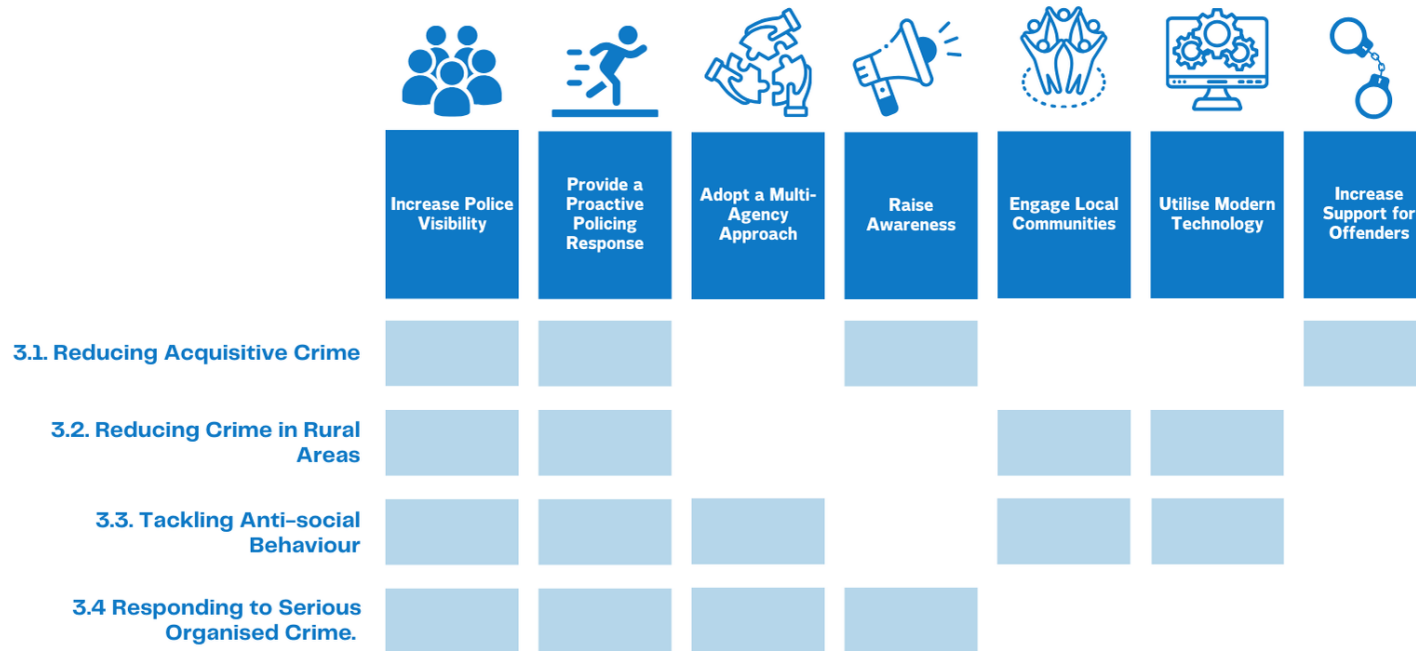 Increase Police
Visibility
Provide a
Proactive
Policing
Response
Adopt a Multi-
Agency
Approach
Raise
Awareness
Engage Local
Communities
Utilise Modern
Technology
Increase
Support for
Offenders
3.1. Reducing Acquisitive Crime
3.2. Reducing Crime in Rural
Areas
3.3. Tackling Anti-social
Behaviour
3.4 Responding to Serious
Organised Crime.